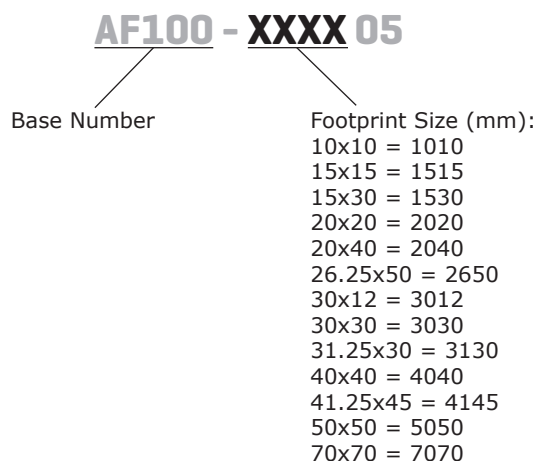 AF100 - XXXX 05
Base Number
Footprint Size (mm):
10x10 = 1010
15x15 = 1515
15x30 = 1530
20x20 = 2020
20x40 = 2040
26.25x50 = 2650
30x12 = 3012
30x30 = 3030
31.25x30 = 3130
40x40 = 4040
41.25x45 = 4145
50x50 = 5050
70x70 = 7070